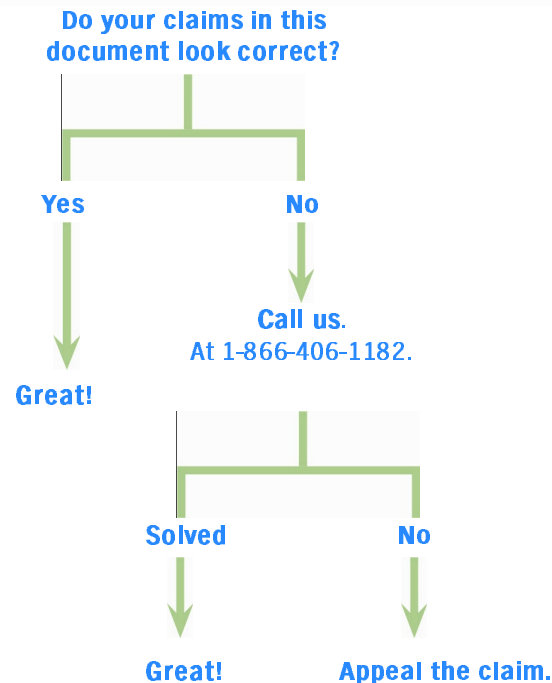 Do your claims in this
document look correct?
Yes
No
Call us.
At 1-866-406-1182.
Great!
Solved
No
Great!
Appeal the claim.